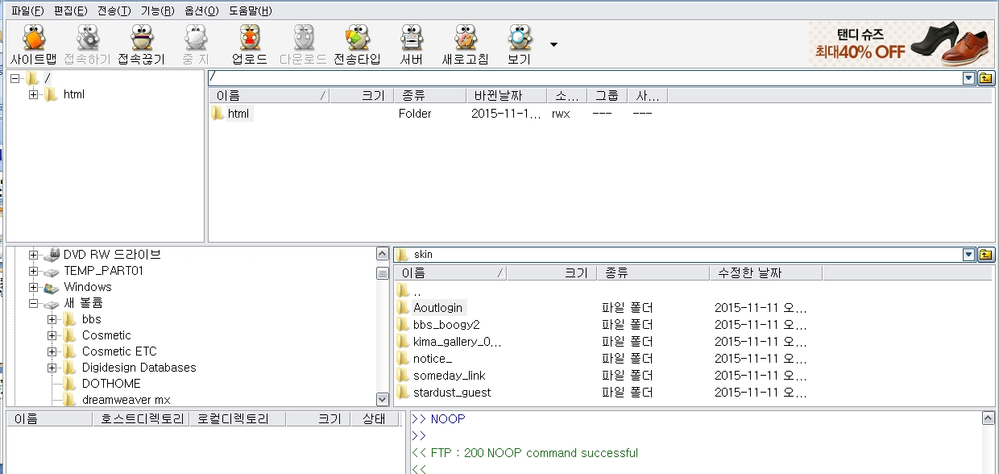 파일(F) 편집(E) 전송(T) 기능(R) 옵션(O) 도움말(H)
사이트맵 접속하기 접속끊기 중 지 업로드 다운로드 전송타입 서버 새로고침 보기
탠디 슈즈
최대40% OFF
/
html
/
이름 / 크기 종류 바뀐날짜 소... 그룹 사...
html Folder 2015-11-1... rwx --- ---
DVD RW 드라이브
TEMP_PART01
Windows
새 볼륨
bbs
Cosmetic
Cosmetic ETC
Digidesign Databases
DOTHOME
dreamweaver mx
skin
이름 / 크기 종류 수정한 날짜
..
Aoutlogin 파일 폴더 2015-11-11 오...
bbs_boogy2 파일 폴더 2015-11-11 오...
kima_gallery_0... 파일 폴더 2015-11-11 오...
notice_ 파일 폴더 2015-11-11 오...
someday_link 파일 폴더 2015-11-11 오...
stardust_guest 파일 폴더 2015-11-11 오...
이름 호스트디렉토리 로컬디렉토리 크기 상태
>> NOOP
>>
<< FTP : 200 NOOP command successful
<<